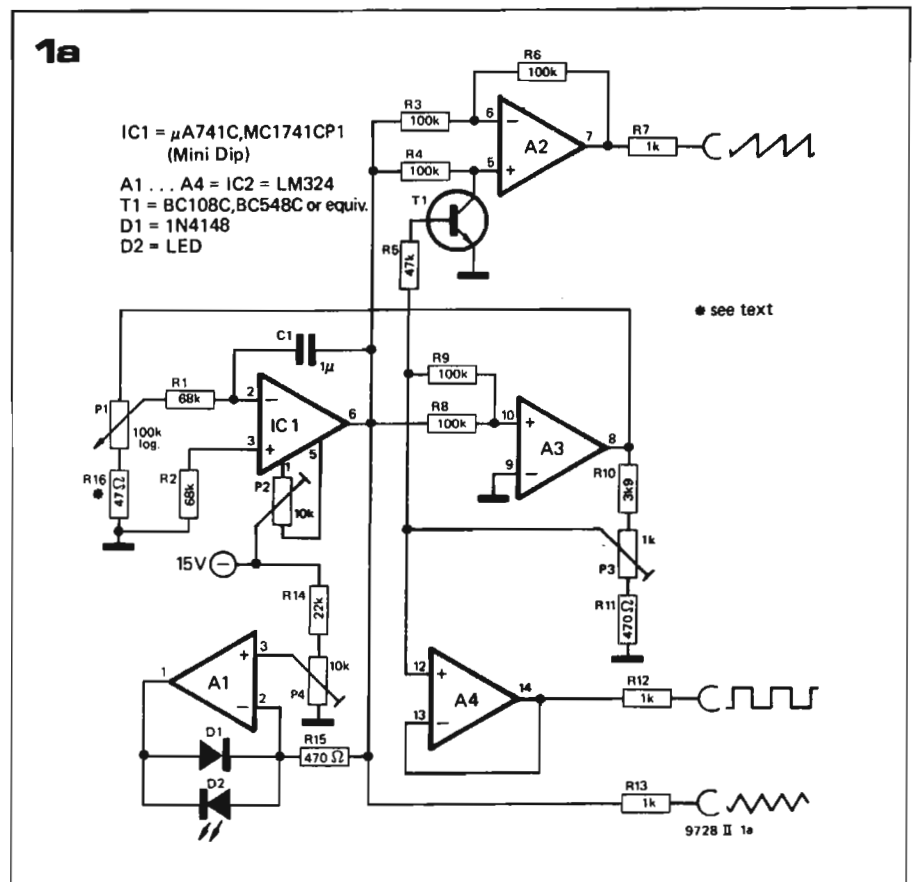 1a
IC1 = μA741C,MC1741CP1
(Mini Dip)
A1 ... A4 = IC2 = LM324
T1 = BC108C,BC548C or equiv.
D1 = 1N4148
D2 = LED
R6
100k
R3
100k
6
−
A2
7
R7
1k
R4
100k
5
+
T1
R5
47k
* see text
C1
1μ
R9
100k
R1
68k
2
−
IC1
6
R8
100k
10
+
A3
8
P1
100k
log.
3
+
5
1
9
−
R10
3k9
R16
*
47Ω
R2
68k
P2
10k
1k
P3
15V −
R14
22k
R11
470Ω
1
A1
+
3
10k
P4
−
2
12
+
A4
14
R12
1k
13
−
D1
R15
470 Ω
D2
R13
1k
9728 II 1a